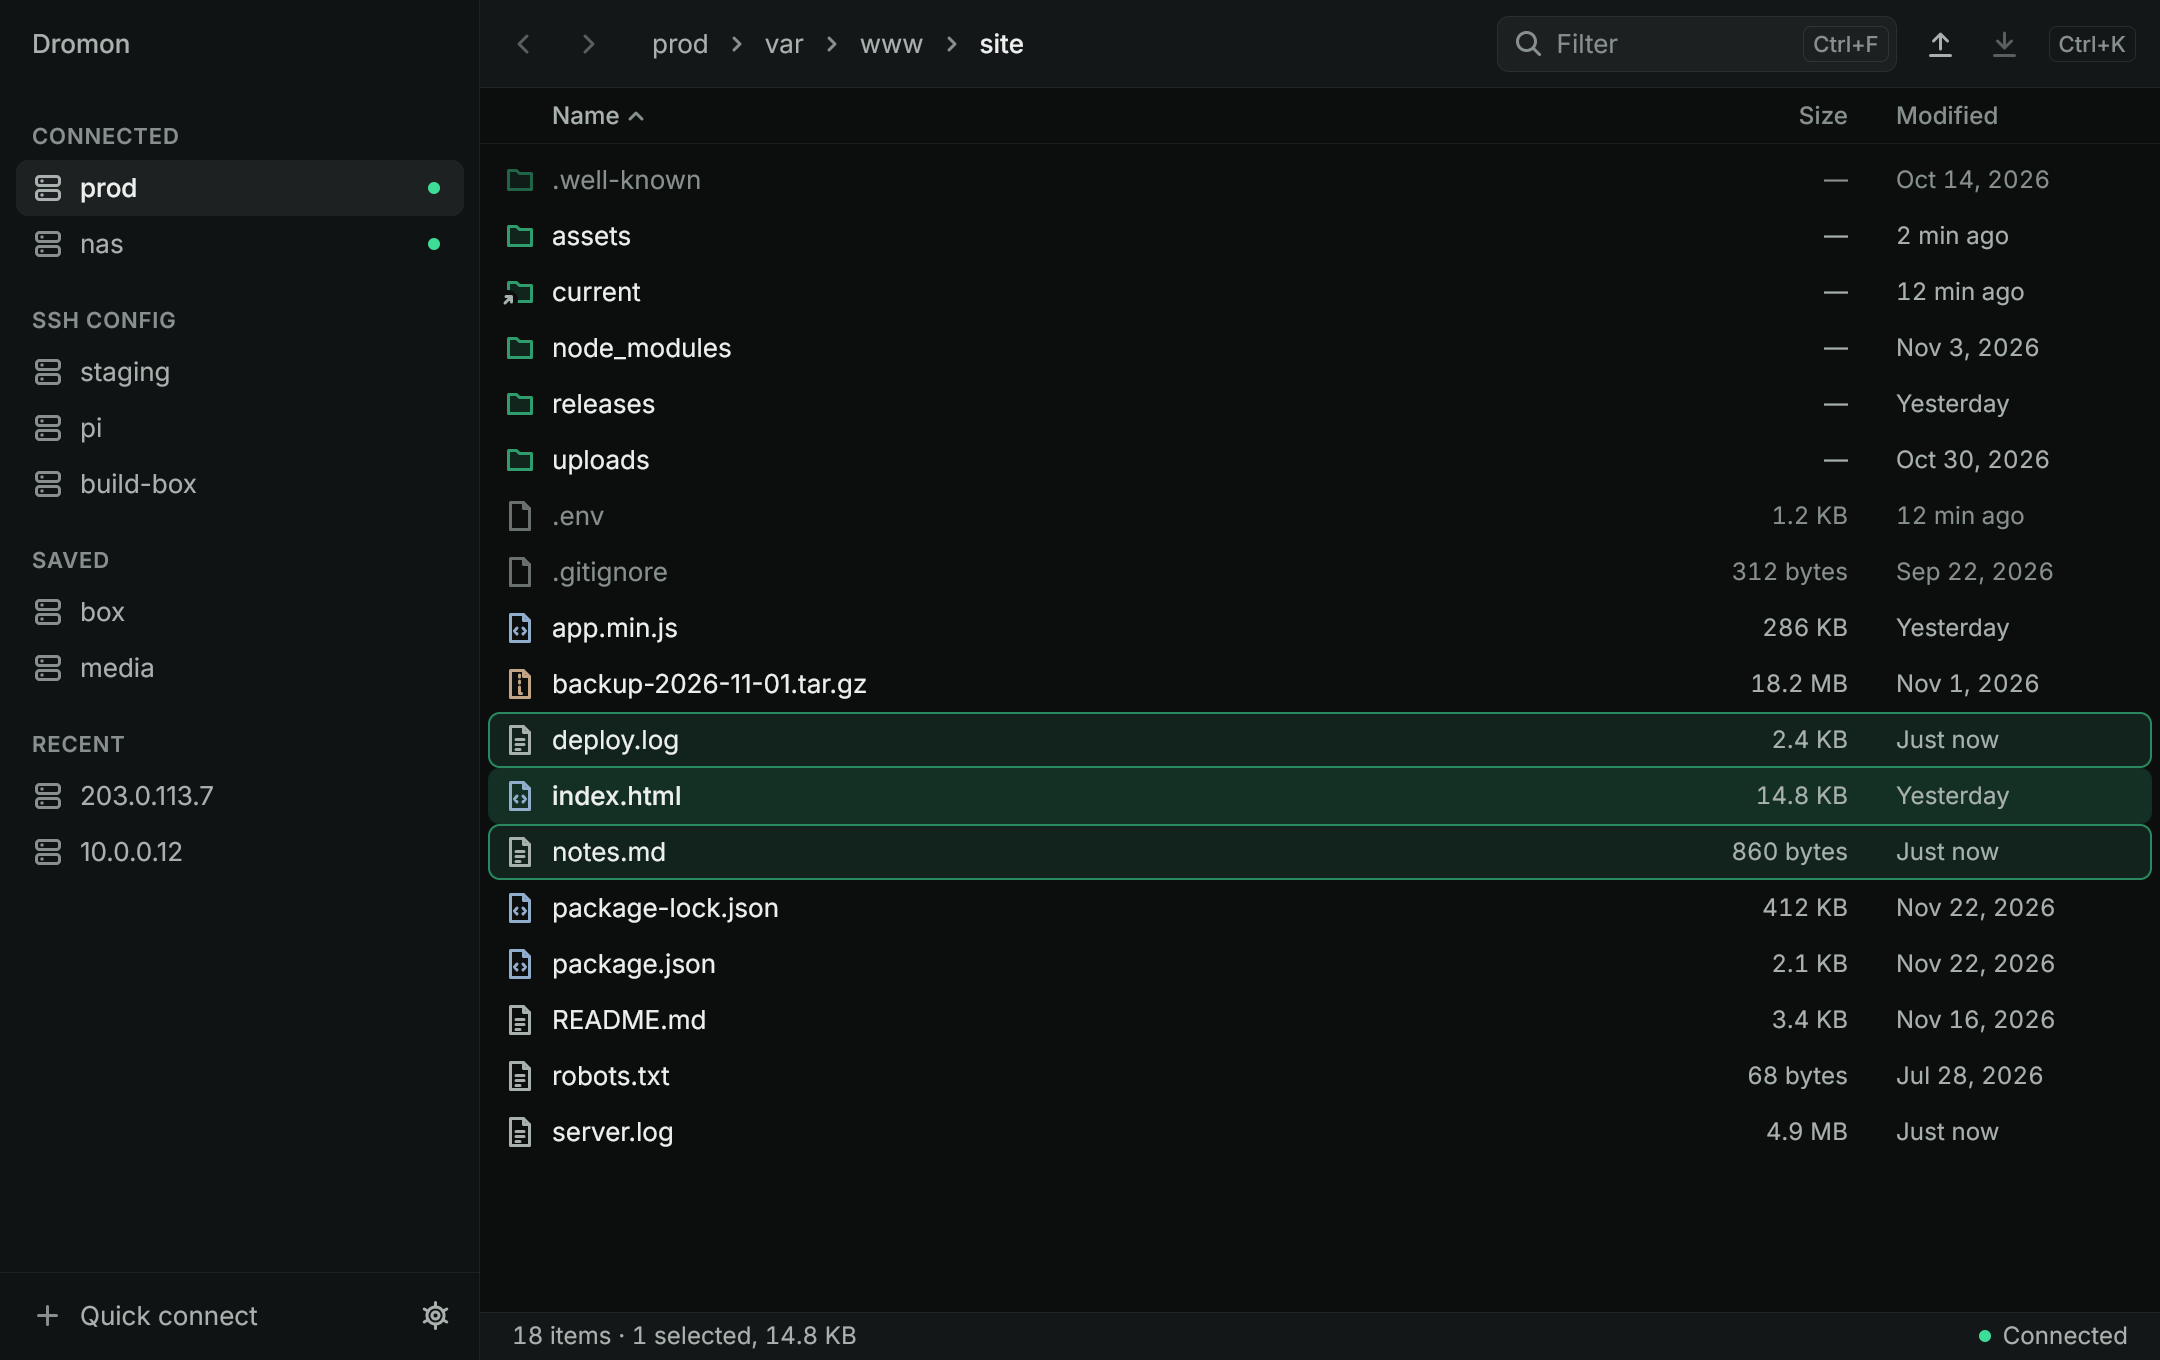 Dromon
CONNECTED
prod
nas
SSH CONFIG
staging
pi
build-box
SAVED
box
media
RECENT
203.0.113.7
10.0.0.12
Quick connect
prod var www site
Filter Ctrl+F Ctrl+K
Name Size Modified
.well-known — Oct 14, 2026
assets — 2 min ago
current — 12 min ago
node_modules — Nov 3, 2026
releases — Yesterday
uploads — Oct 30, 2026
.env 1.2 KB 12 min ago
.gitignore 312 bytes Sep 22, 2026
app.min.js 286 KB Yesterday
backup-2026-11-01.tar.gz 18.2 MB Nov 1, 2026
deploy.log 2.4 KB Just now
index.html 14.8 KB Yesterday
notes.md 860 bytes Just now
package-lock.json 412 KB Nov 22, 2026
package.json 2.1 KB Nov 22, 2026
README.md 3.4 KB Nov 16, 2026
robots.txt 68 bytes Jul 28, 2026
server.log 4.9 MB Just now
18 items · 1 selected, 14.8 KB Connected